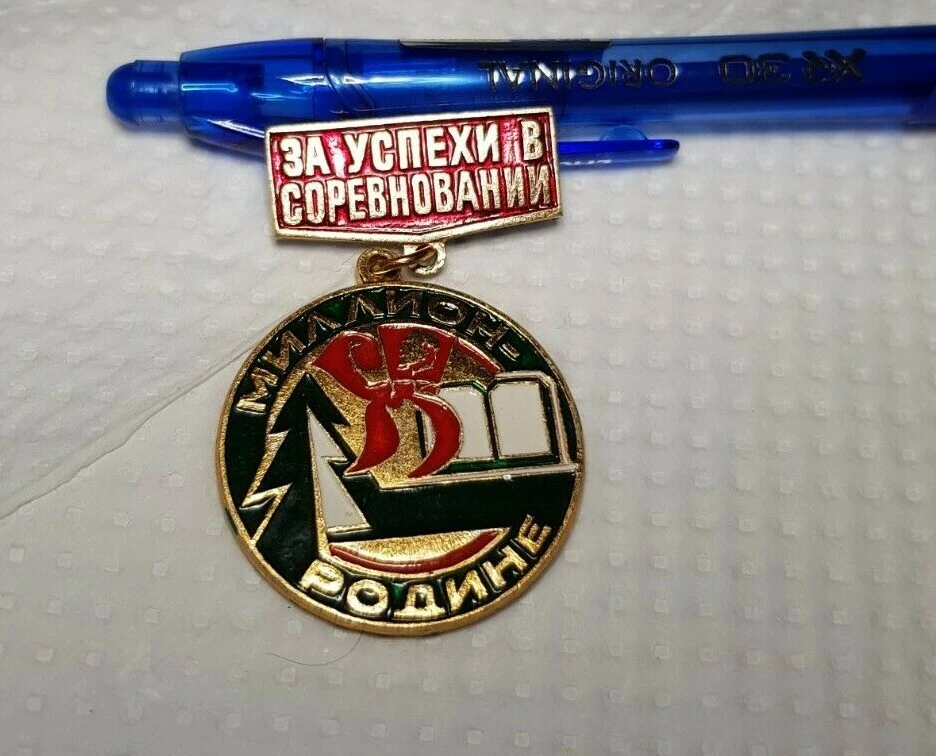 ЗА УСПЕХИ В
СОРЕВНОВАНИИ
МИЛЛИОН-
РОДИНЕ
ORIGINAL